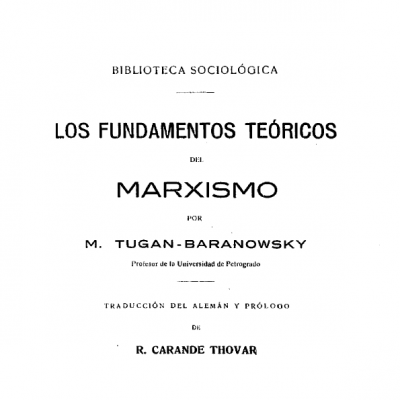 BIBLIOTECA SOCIOLÓGICA
LOS FUNDAMENTOS TEÓRICOS
DEL
MARXISMO
POR
M. TUGAN-BARANOWSKY
Profesor de la Universidad de Petrogrado
TRADUCCIÓN DEL ALEMÁN Y PRÓLOGO
DE
R. CARANDE THOVAR